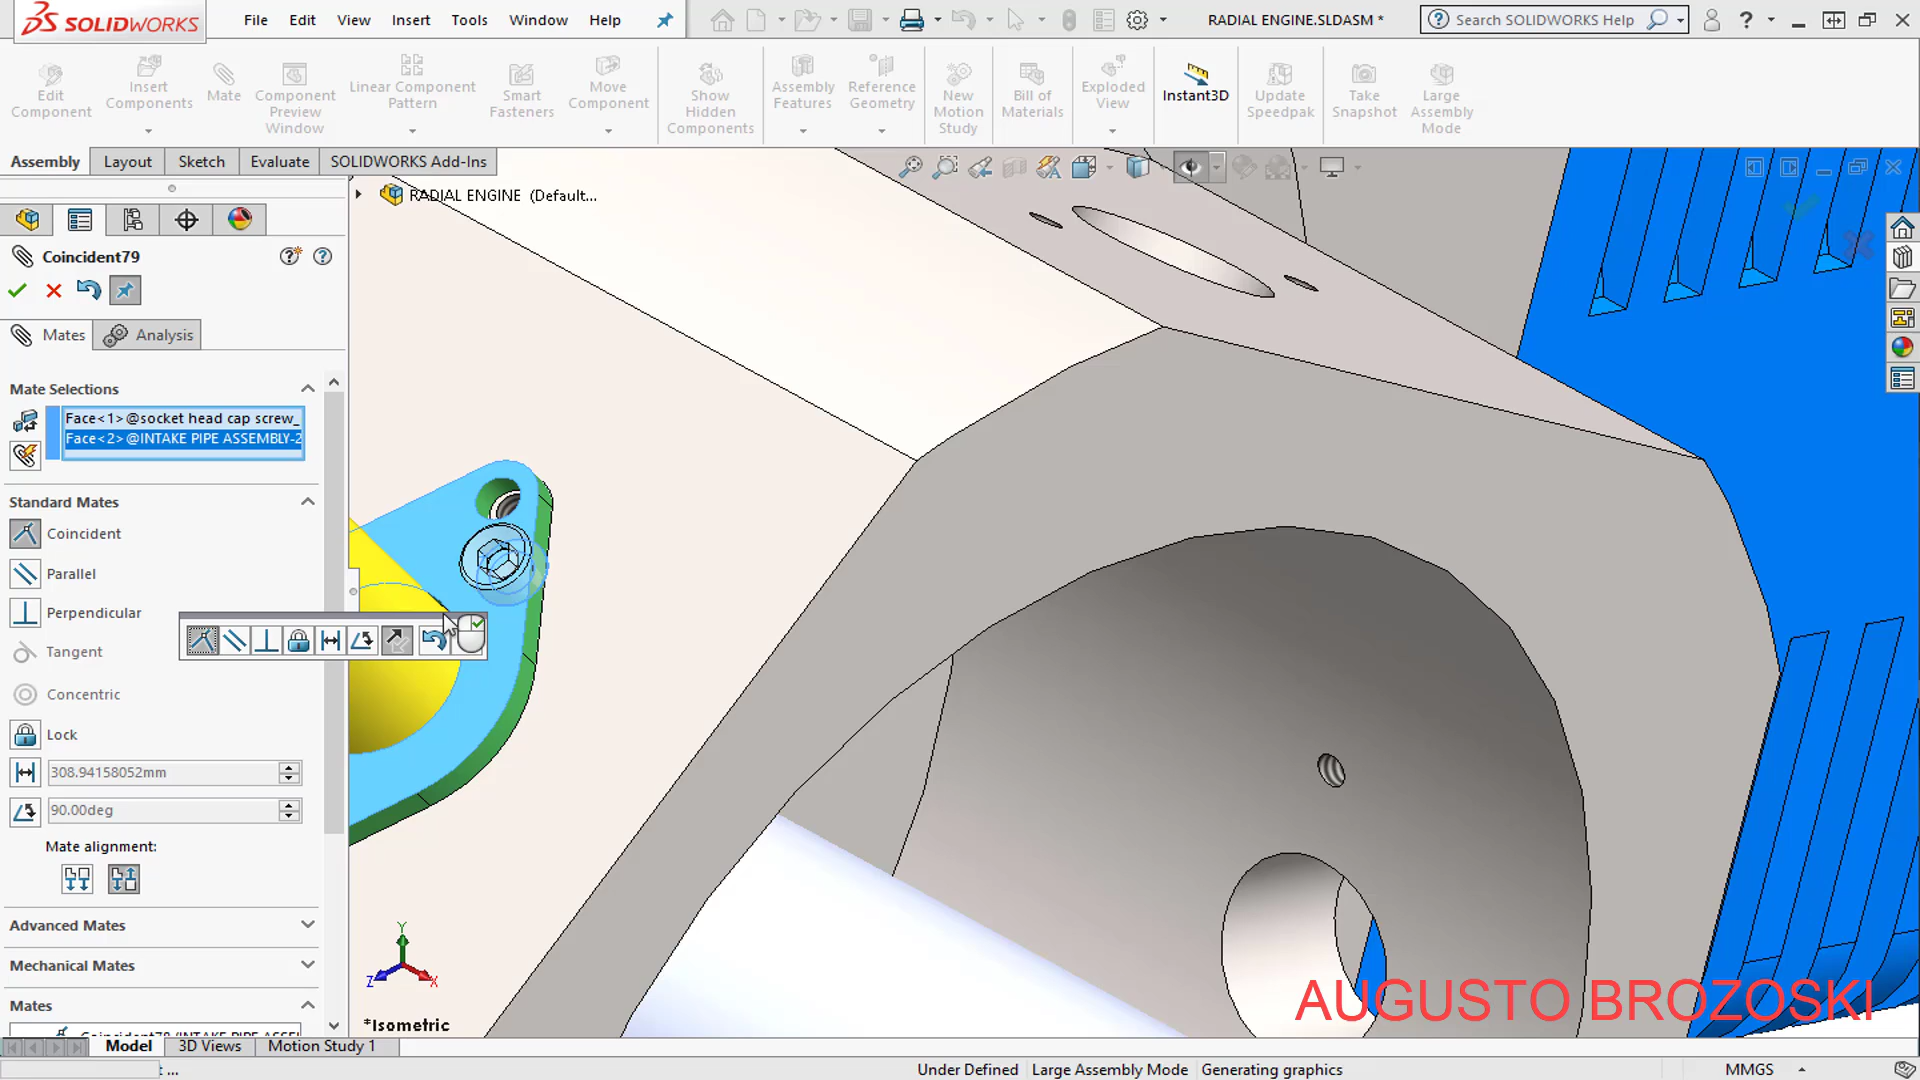 SOLIDWORKS
File Edit View Insert Tools Window Help
RADIAL ENGINE.SLDASM *
Search SOLIDWORKS Help
Edit Component
Insert Components
Mate
Component Preview Window
Linear Component Pattern
Smart Fasteners
Move Component
Show Hidden Components
Assembly Features
Reference Geometry
New Motion Study
Bill of Materials
Exploded View
Instant3D
Update Speedpak
Take Snapshot
Large Assembly Mode
Assembly Layout Sketch Evaluate SOLIDWORKS Add-Ins
RADIAL ENGINE (Default...
Coincident79
Mates Analysis
Mate Selections
Face<1>@socket head cap screw_
Face<2>@INTAKE PIPE ASSEMBLY-2
Standard Mates
Coincident
Parallel
Perpendicular
Tangent
Concentric
Lock
308.94158052mm
90.00deg
Mate alignment:
Advanced Mates
Mechanical Mates
Mates
Y
Z X
*Isometric
AUGUSTO BROZOSKI
Model 3D Views Motion Study 1
Under Defined Large Assembly Mode Generating graphics MMGS